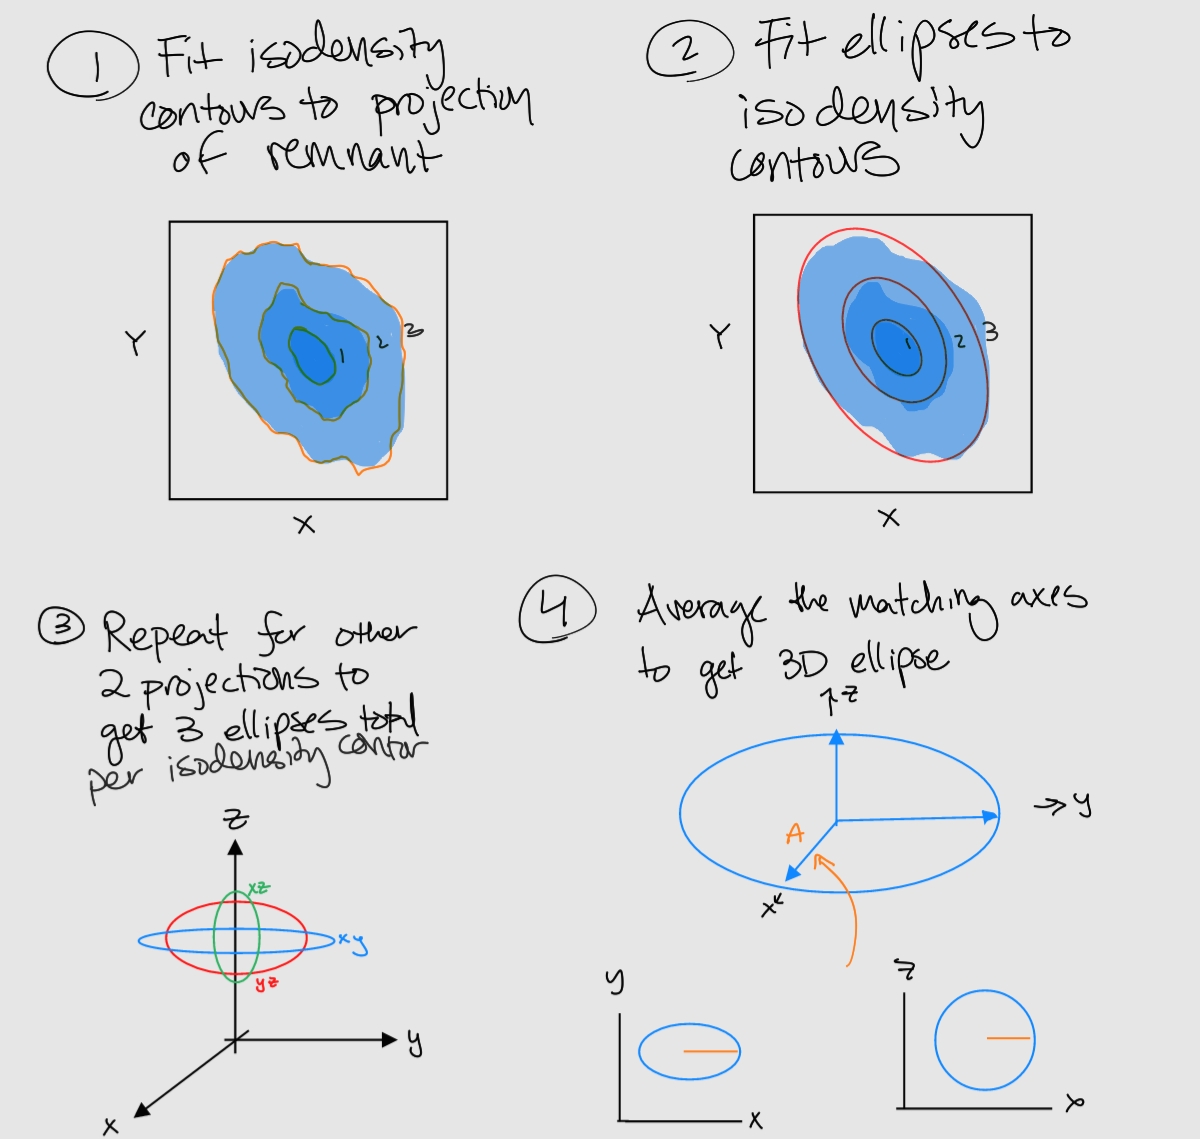 1 Fit isodensity
contours to projection
of remnant
Y
1 2 3
X
2 Fit ellipses to
isodensity
contours
Y
1 2 3
X
3 Repeat for other
2 projections to
get 3 ellipses total
per isodensity contor
z
xz
xy
yz
y
x
4 Average the matching axes
to get 3D ellipse
z
y
A
x
y
x
z
x